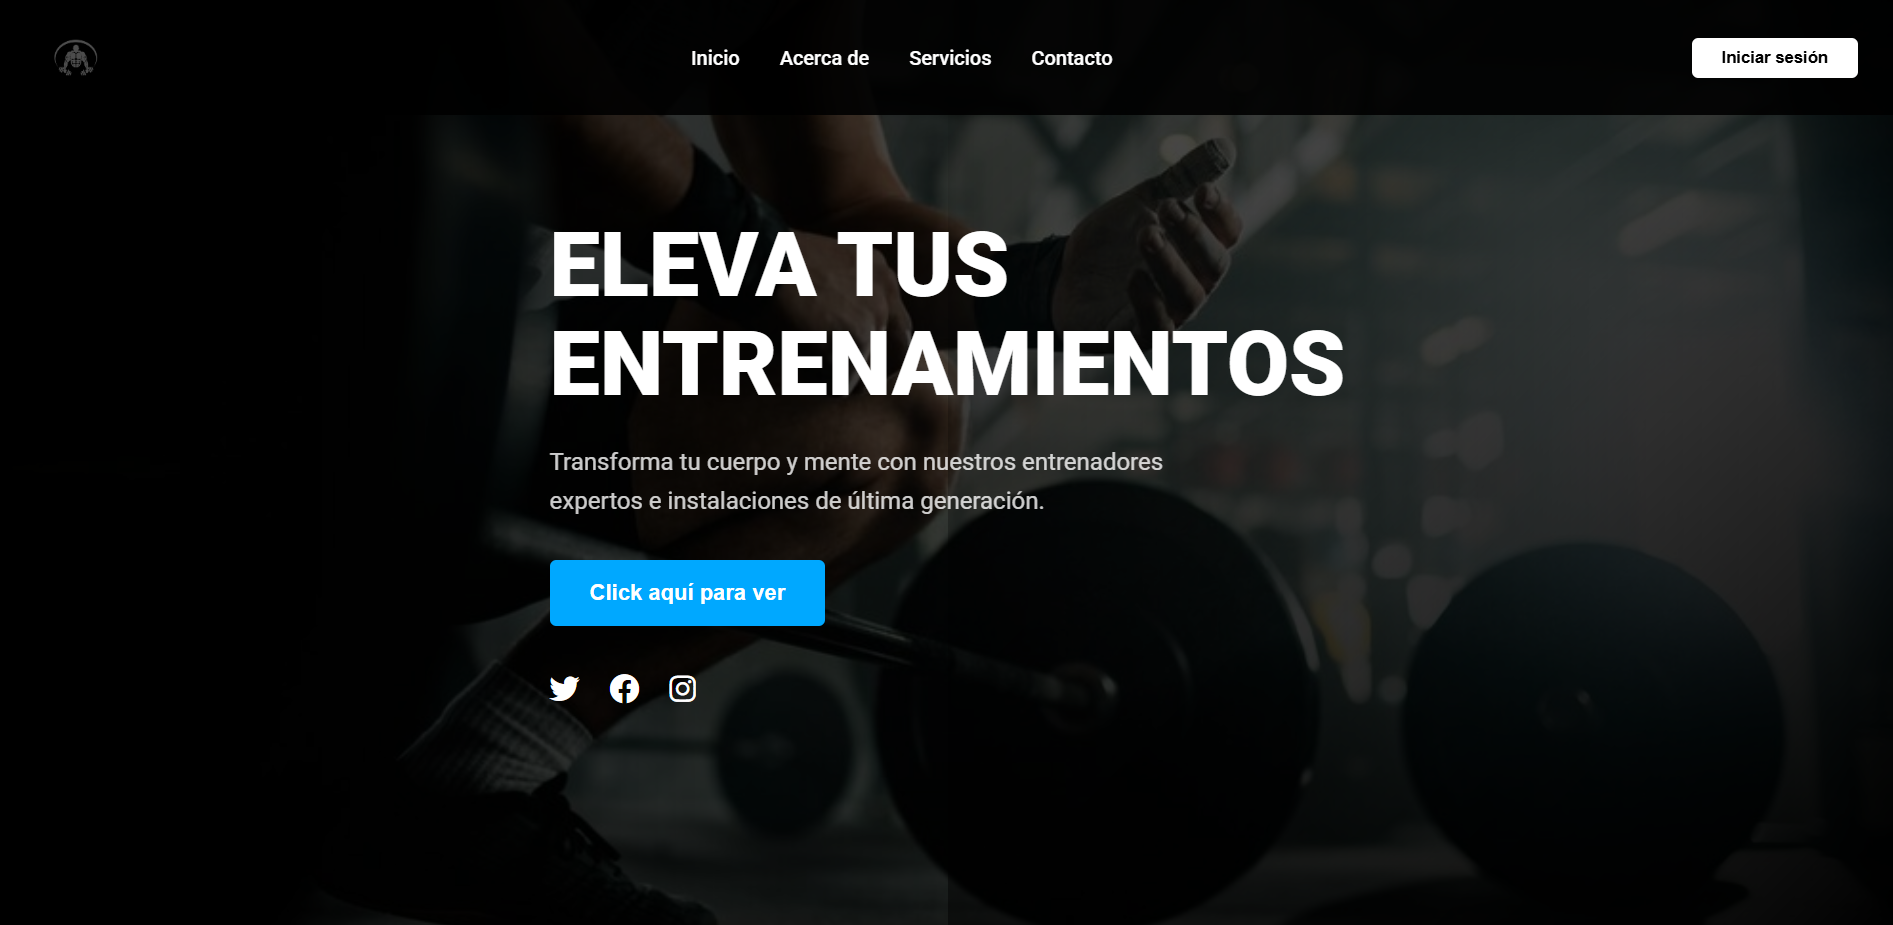 Inicio
Acerca de
Servicios
Contacto
Iniciar sesión
ELEVA TUS
ENTRENAMIENTOS
Transforma tu cuerpo y mente con nuestros entrenadores
expertos e instalaciones de última generación.
Click aquí para ver